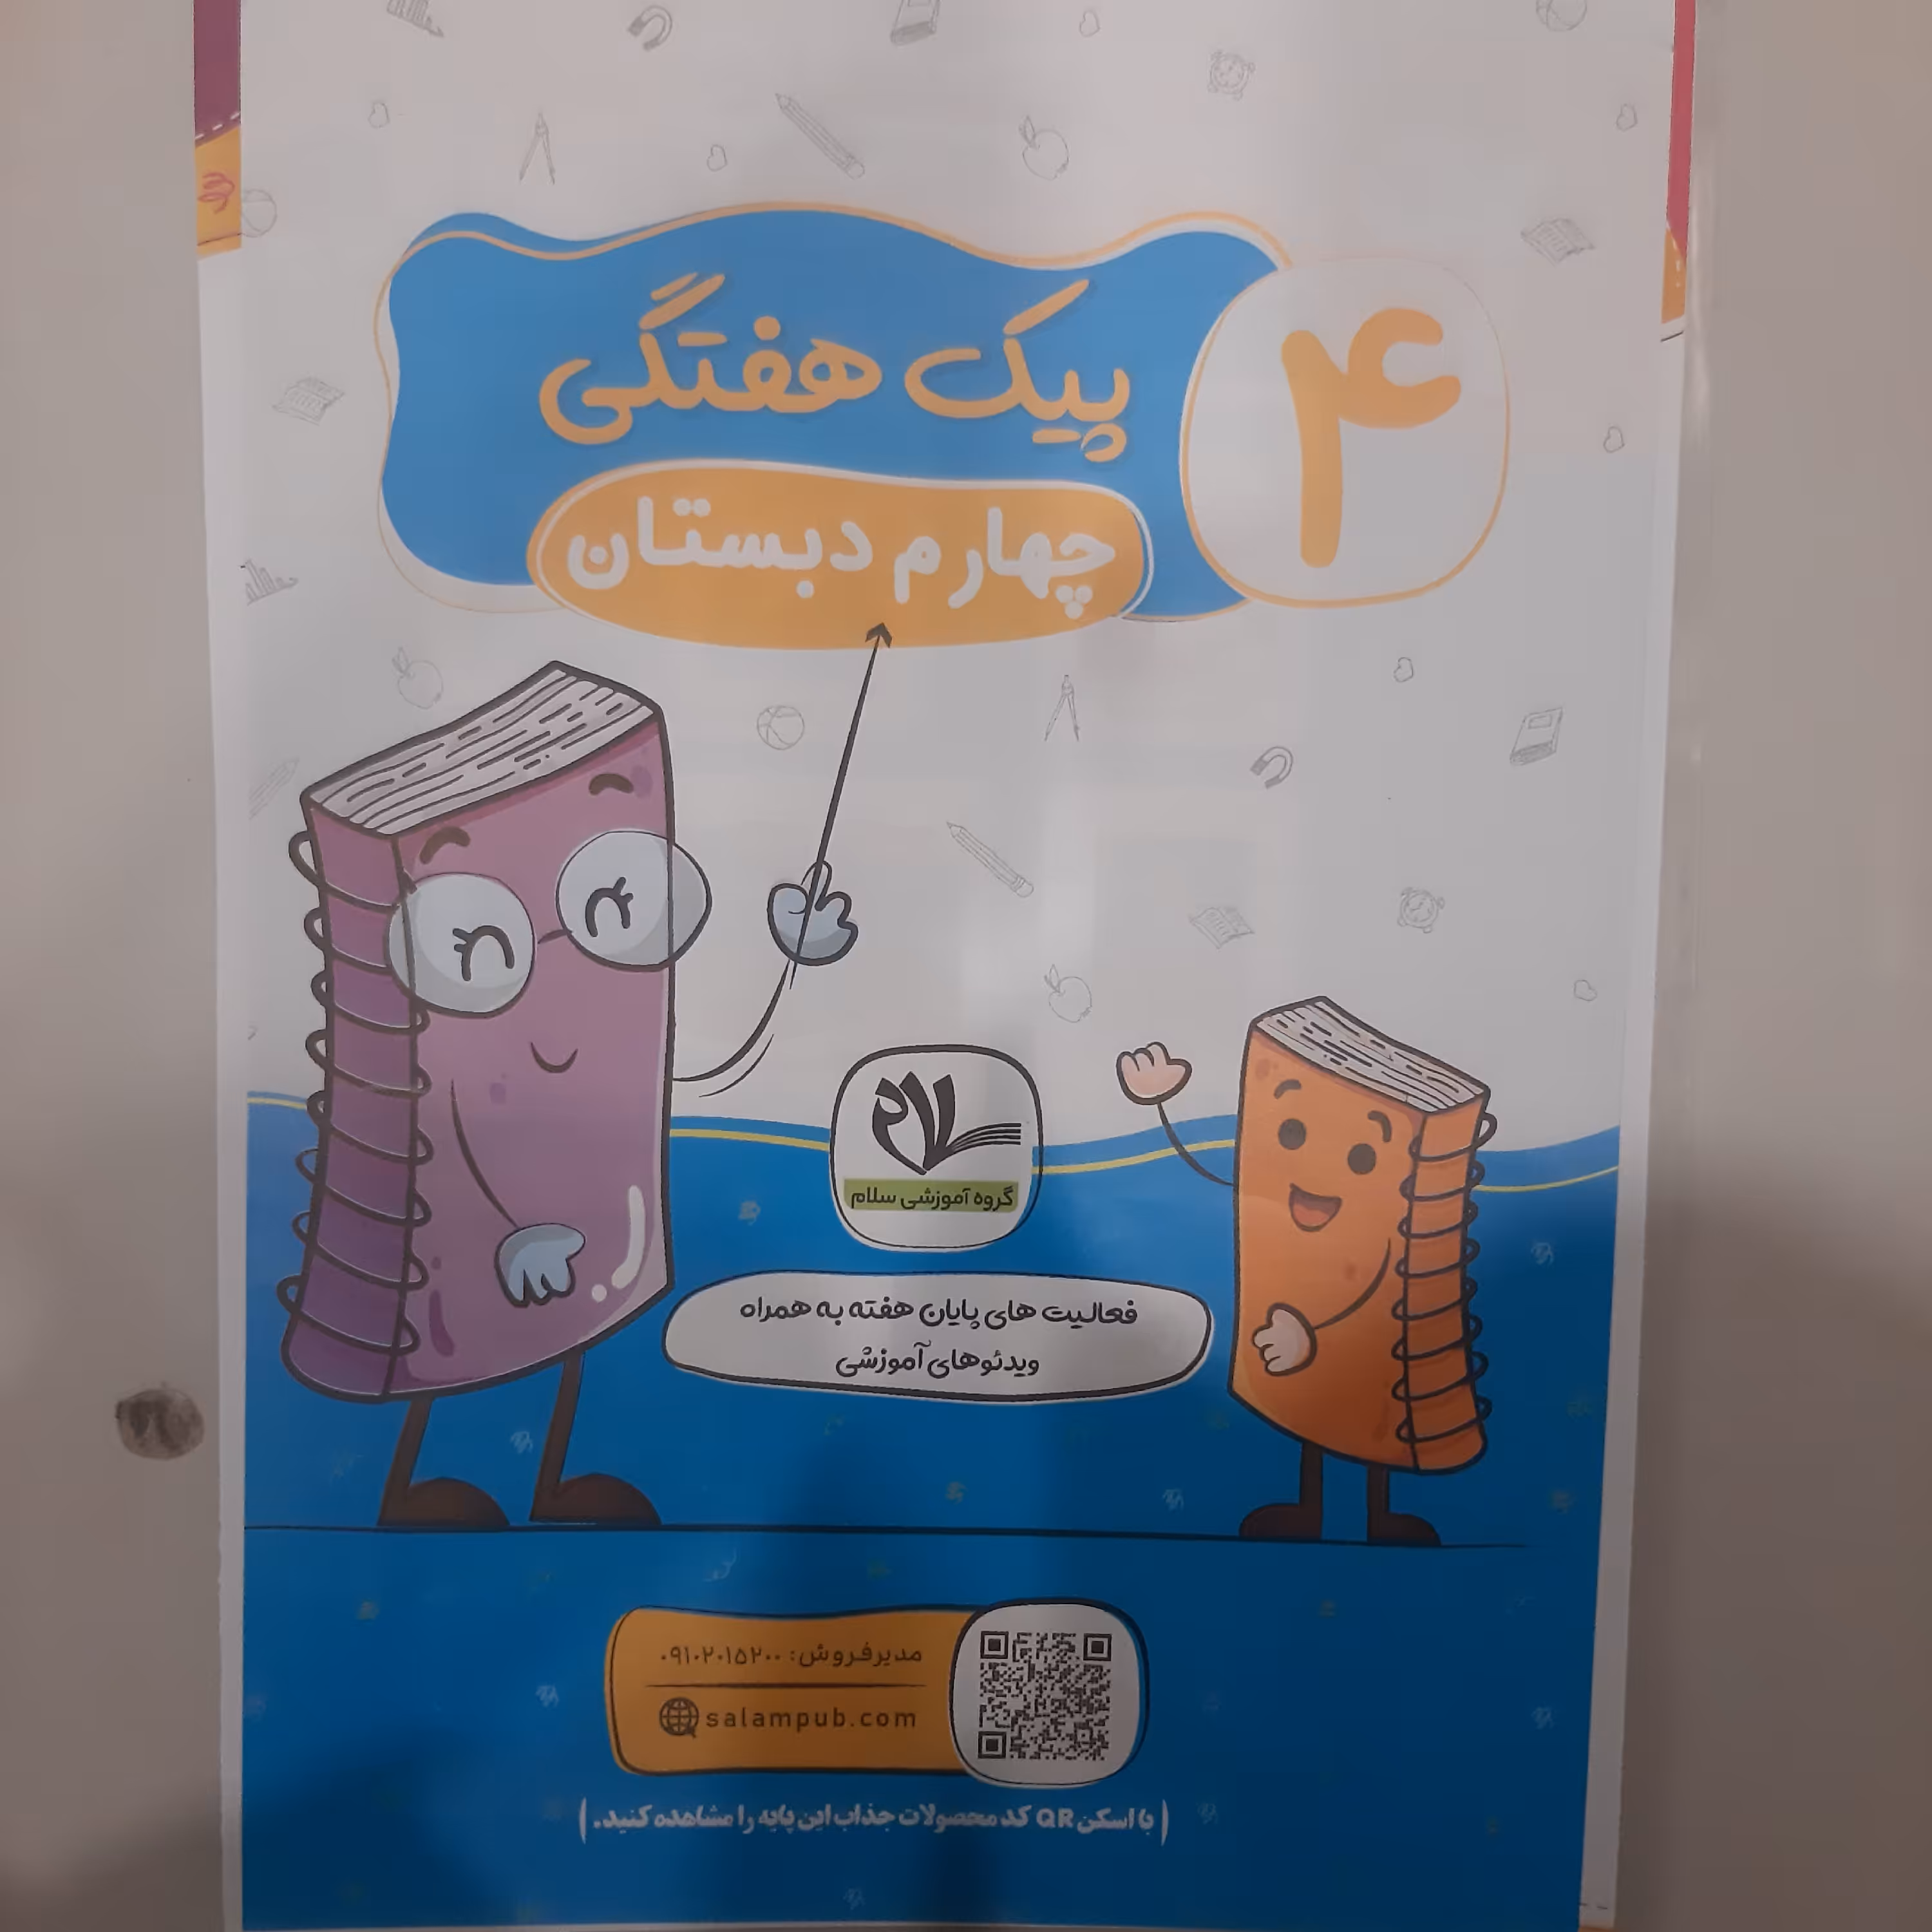 ۴
پیک هفتگی
چهارم دبستان
سلام
گروه آموزشی سلام
فعالیت های پایان هفته به همراه
ویدئوهای آموزشی
مدیرفروش: ۰۹۱۰۲۰۱۵۲۰۰
salampub.com
( با اسکن QR کد محصولات جذاب این پایه را مشاهده کنید. )